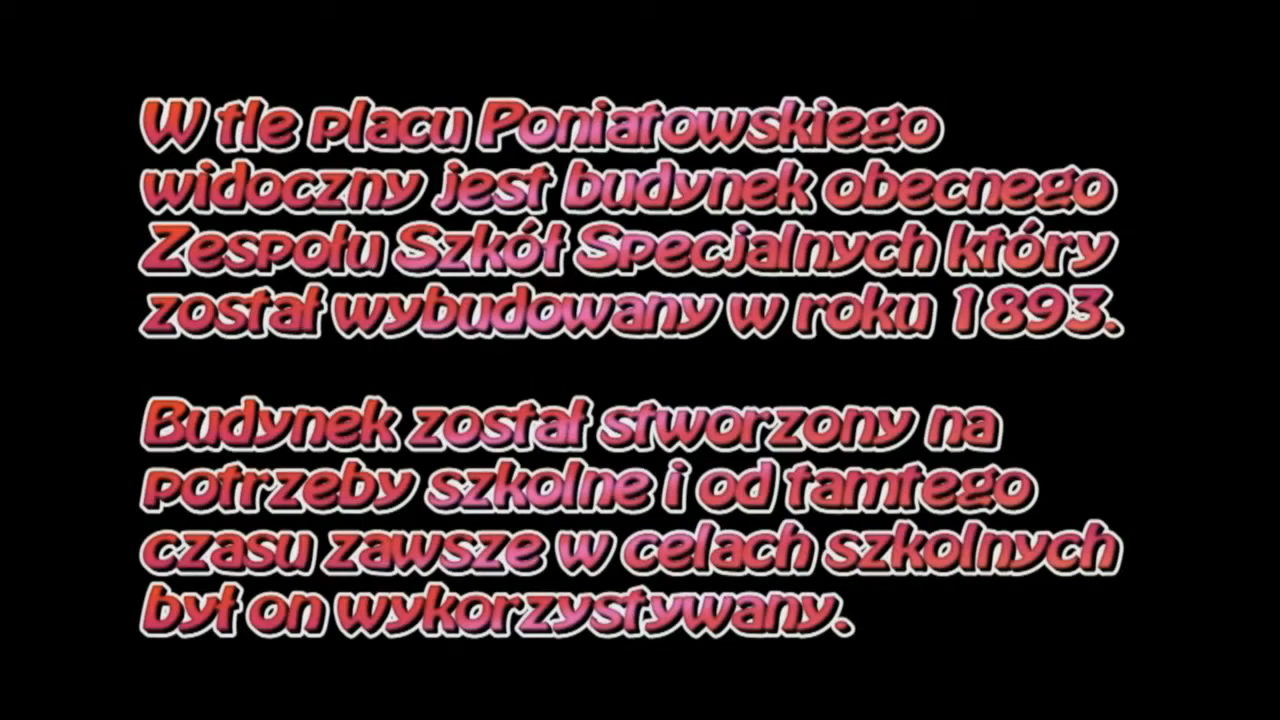 W tle placu Poniatowskiego
widoczny jest budynek obecnego
Zespołu Szkół Specjalnych który
został wybudowany w roku 1893.
Budynek został stworzony na
potrzeby szkolne i od tamtego
czasu zawsze w celach szkolnych
był on wykorzystywany.